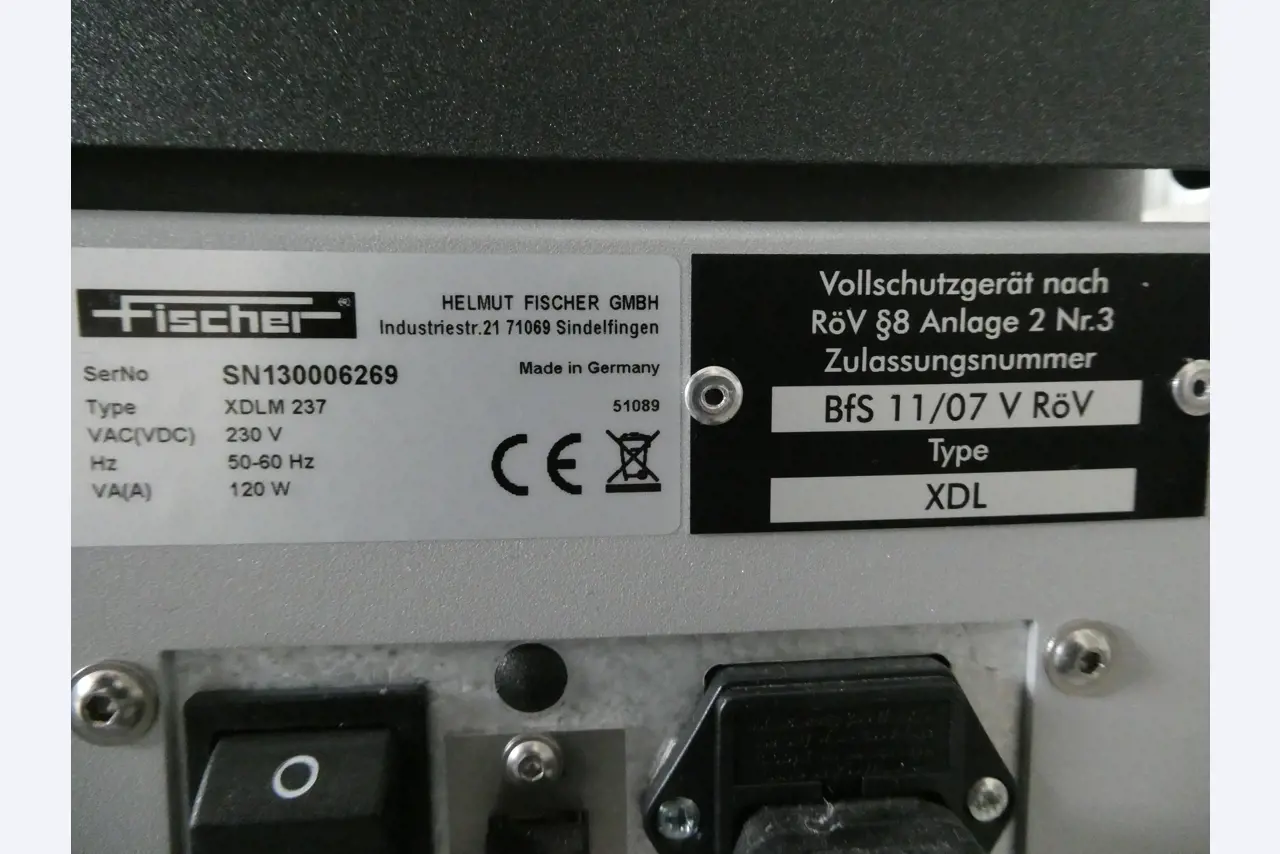 Fischer
HELMUT FISCHER GMBH
Industriestr.21 71069 Sindelfingen
SerNo SN130006269
Made in Germany
Type XDLM 237
51089
VAC(VDC) 230 V
Hz 50-60 Hz
VA(A) 120 W
CE
Vollschutzgerät nach
RöV §8 Anlage 2 Nr.3
Zulassungsnummer
BfS 11/07 V RöV
Type
XDL
O